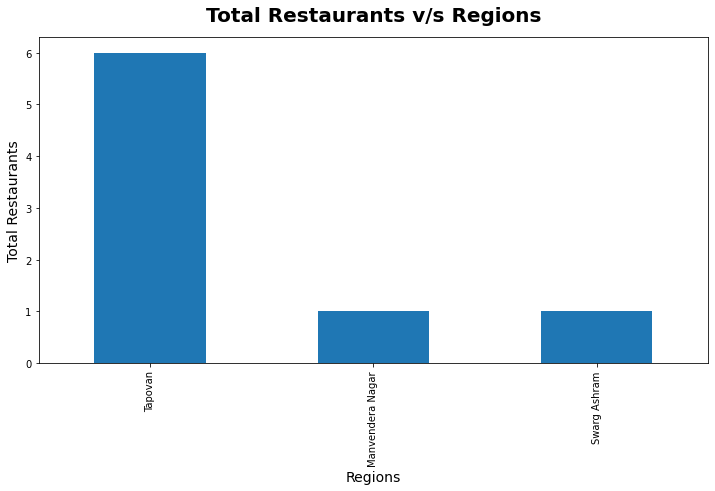 Total Restaurants v/s Regions
Total Restaurants
6
5
4
3
2
1
0
Tapovan
Manvendera Nagar
Swarg Ashram
Regions